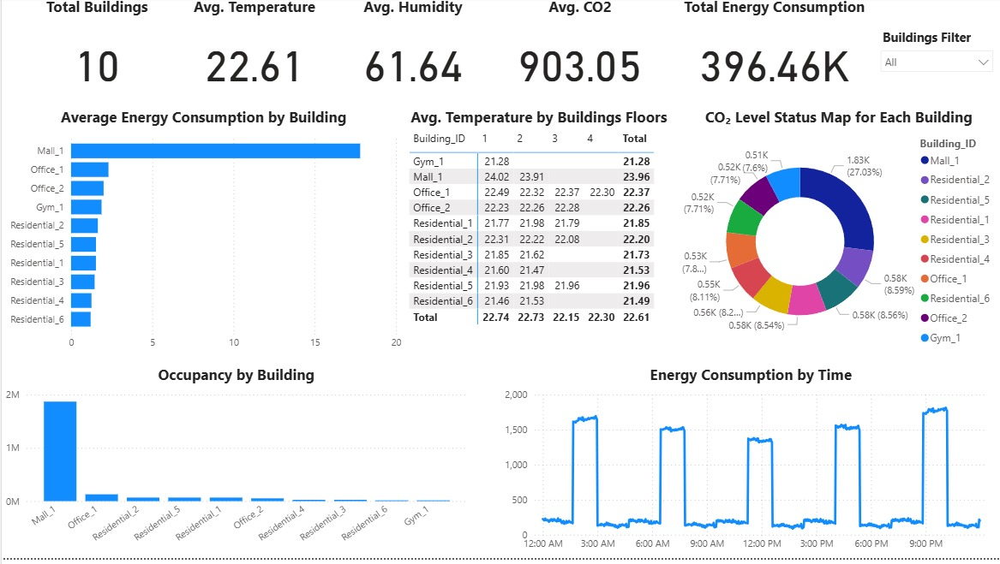 Total Buildings
Avg. Temperature
Avg. Humidity
Avg. CO2
Total Energy Consumption
10
22.61
61.64
903.05
396.46K
Buildings Filter
All
Average Energy Consumption by Building
Mall_1
Office_1
Office_2
Gym_1
Residential_2
Residential_5
Residential_1
Residential_3
Residential_4
Residential_6
0 5 10 15 20
Avg. Temperature by Buildings Floors
Building_ID 1 2 3 4 Total
Gym_1 21.28 21.28
Mall_1 24.02 23.91 23.96
Office_1 22.49 22.32 22.37 22.30 22.37
Office_2 22.23 22.26 22.28 22.26
Residential_1 21.77 21.98 21.79 21.85
Residential_2 22.31 22.22 22.08 22.20
Residential_3 21.85 21.62 21.73
Residential_4 21.60 21.47 21.53
Residential_5 21.93 21.98 21.96 21.96
Residential_6 21.46 21.53 21.49
Total 22.74 22.73 22.15 22.30 22.61
CO₂ Level Status Map for Each Building
1.83K
(27.03%)
0.58K
(8.59%)
0.58K (8.56%)
0.58K (8.54%)
0.56K (8.2...)
0.55K
(8.11%)
0.53K
(7.8...)
0.52K
(7.71%)
0.52K
(7.71%)
0.51K
(7.6%)
Building_ID
Mall_1
Residential_2
Residential_5
Residential_1
Residential_3
Residential_4
Office_1
Residential_6
Office_2
Gym_1
Occupancy by Building
2M
1M
0M
Mall_1
Office_1
Residential_2
Residential_5
Residential_1
Office_2
Residential_4
Residential_3
Residential_6
Gym_1
Energy Consumption by Time
2,000
1,500
1,000
500
0
12:00 AM 3:00 AM 6:00 AM 9:00 AM 12:00 PM 3:00 PM 6:00 PM 9:00 PM